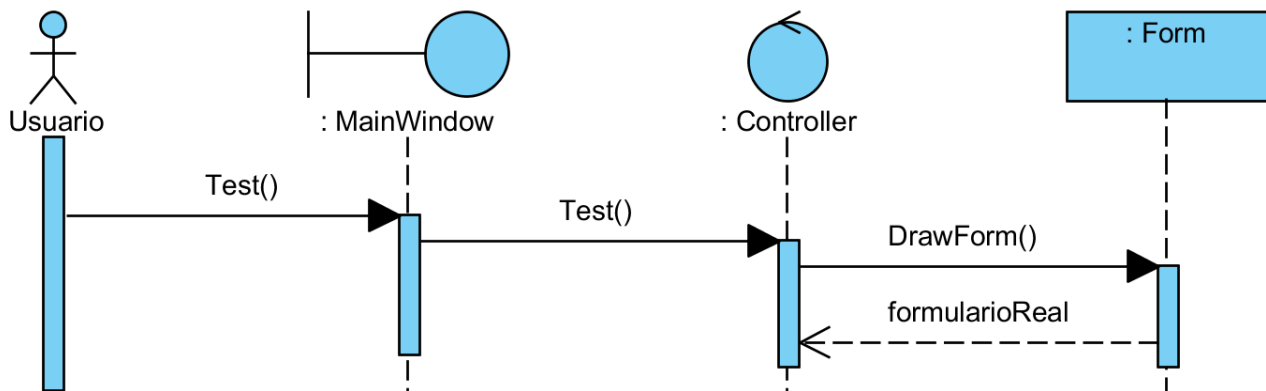 : Form
Usuario
: MainWindow
: Controller
Test()
Test()
DrawForm()
formularioReal